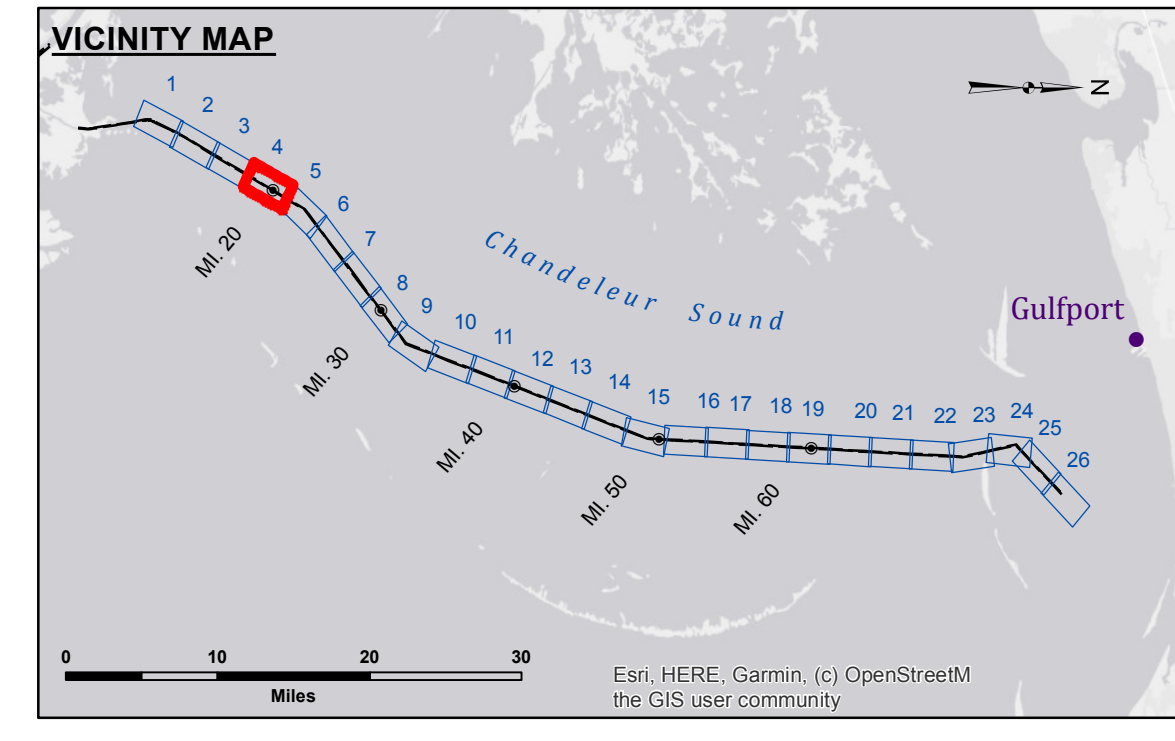 VICINITY MAP
N
1
2
3
4
5
6
7
8
9
10
11
12
13
14
15
16
17
18
19
20
21
22
23
24
25
26
MI. 20
MI. 30
MI. 40
MI. 50
MI. 60
Chandeleur Sound
Gulfport
0 10 20 30
Miles
Esri, HERE, Garmin, (c) OpenStreetM
the GIS user community